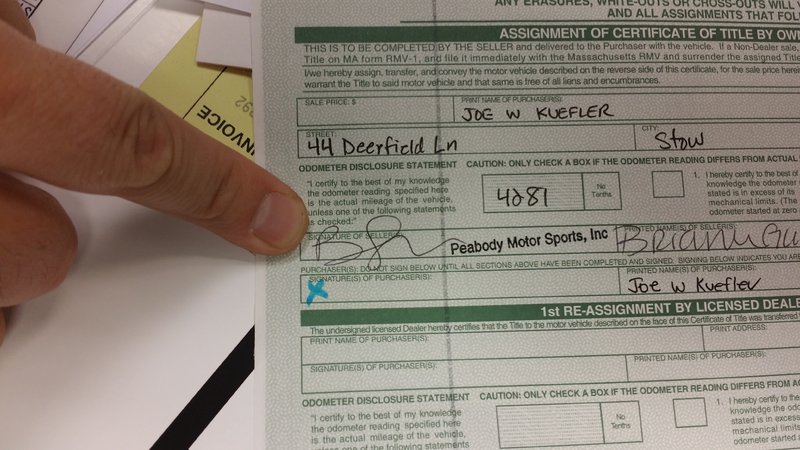 ANY ERASURES, WHITE-OUTS OR CROSS-OUTS WILL
AND ALL ASSIGNMENTS THAT
ASSIGNMENT OF CERTIFICATE OF TITLE BY
THIS IS TO BE COMPLETED BY THE SELLER and delivered to the Purchaser with the vehicle. If a Non-Dealer sale,
Title on MA form RMV-1, and file it immediately with the Massachusetts RMV and surrender the assigned
I/we hereby assign, transfer, and convey the motor vehicle described on the reverse side of this certificate, for the sale price
warrant the Title to said motor vehicle and that same is free of all liens and encumbrances.
SALE PRICE: $
PRINT NAME OF PURCHASER(S):
JOE W KUEFLER
STREET:
44 Deerfield Ln
CITY:
Stow
ODOMETER DISCLOSURE STATEMENT
CAUTION: ONLY CHECK A BOX IF THE ODOMETER READING DIFFERS FROM ACTUAL
"I certify to the best of my knowledge
the odometer reading specified here
is the actual mileage of the vehicle,
unless one of the following statements
is checked:"
4281
No
Tenths
1. I hereby certify to the best of
knowledge the odometer
stated is in excess of its
mechanical limits. (The
odometer started at zero
SIGNATURE OF SELLER
Peabody Motor Sports, Inc
PRINTED NAME(S) OF SELLER(S):
PURCHASER(S): DO NOT SIGN BELOW UNTIL ALL SECTIONS ABOVE HAVE BEEN COMPLETED AND SIGNED. SIGNING BELOW INDICATES YOU
SIGNATURE(S) OF PURCHASER(S):
X
PRINTED NAME(S) OF PURCHASER(S):
Joe W Kuefler
1st RE-ASSIGNMENT BY LICENSED
The undersigned licensed Dealer hereby certifies that the Title to the motor vehicle described on the face of this Certificate of Title was transferred
PRINT NAME OF PURCHASER(S):
PRINT ADDRESS:
SIGNATURE(S) OF PURCHASER(S):
PRINTED NAME(S) OF PURCHASER(S):
ODOMETER DISCLOSURE STATEMENT
CAUTION: ONLY CHECK A BOX IF THE ODOMETER READING DIFFERS FROM
"I certify to the best of my knowledge
the odometer reading specified here
is the actual mileage of the vehicle,
unless one of the following statements
No
Tenths
1. I hereby certify to the best
knowledge the odometer
stated is in excess
mechanical limits.
odometer started at
INVOICE